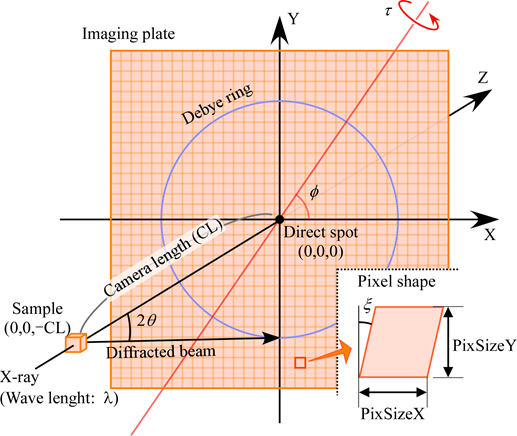 τ
Y
Imaging plate
Z
Debye ring
ϕ
Camera length (CL)
X
Direct spot
(0,0,0)
Pixel shape
Sample
(0,0,−CL)
ξ
2θ
PixSizeY
Diffracted beam
X-ray
(Wave lenght: λ)
PixSizeX